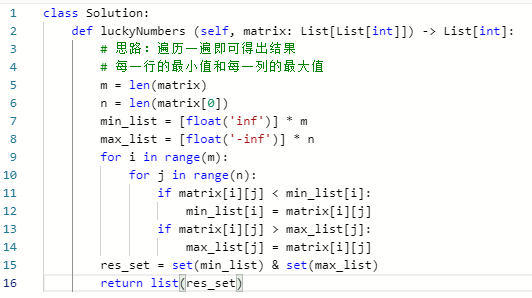 1 class Solution:
2     def luckyNumbers (self, matrix: List[List[int]]) -> List[int]:
3         # 思路: 遍历一遍即可得出结果
4         # 每一行的最小值和每一列的最大值
5         m = len(matrix)
6         n = len(matrix[0])
7         min_list = [float('inf')] * m
8         max_list = [float('-inf')] * n
9         for i in range(m):
10             for j in range(n):
11                 if matrix[i][j] < min_list[i]:
12                     min_list[i] = matrix[i][j]
13                 if matrix[i][j] > max_list[j]:
14                     max_list[j] = matrix[i][j]
15         res_set = set(min_list) & set(max_list)
16         return list(res_set)